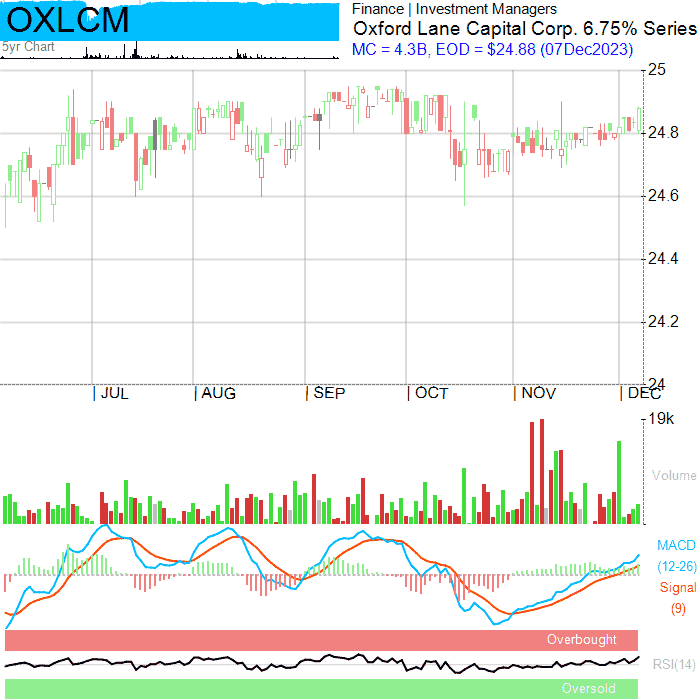 OXLCM
5yr Chart
Finance | Investment Managers
Oxford Lane Capital Corp. 6.75% Series
MC = 4.3B, EOD = $24.88 (07Dec2023)
25
24.8
24.6
24.4
24.2
24
JUL AUG SEP OCT NOV DEC
19k
Volume
MACD
(12-26)
Signal
(9)
Overbought
RSI(14)
Oversold